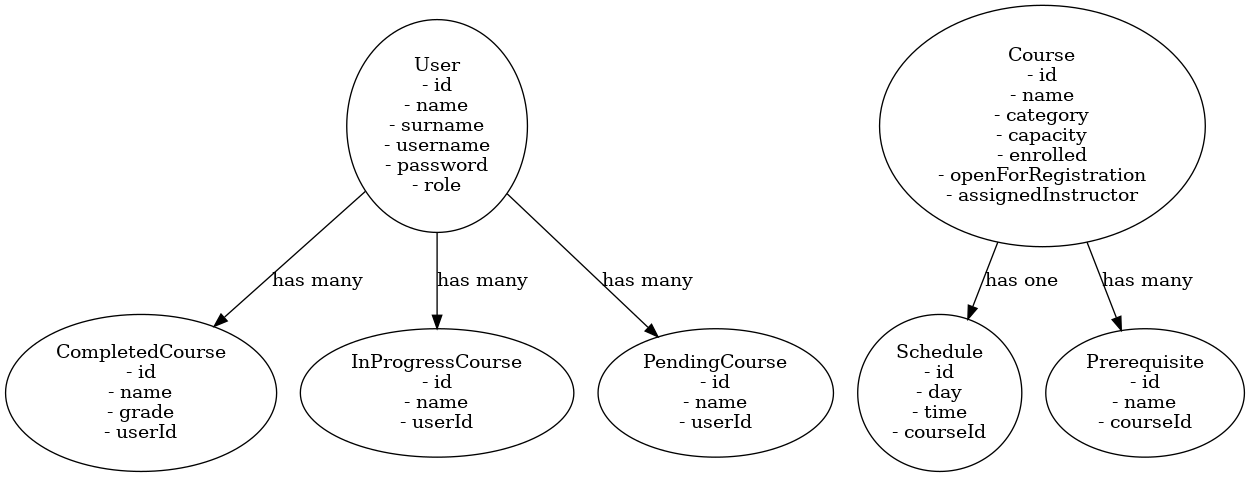 User
- id
- name
- surname
- username
- password
- role
Course
- id
- name
- category
- capacity
- enrolled
- openForRegistration
- assignedInstructor
has many
has many
has many
has one
has many
CompletedCourse
- id
- name
- grade
- userId
InProgressCourse
- id
- name
- userId
PendingCourse
- id
- name
- userId
Schedule
- id
- day
- time
- courseId
Prerequisite
- id
- name
- courseId